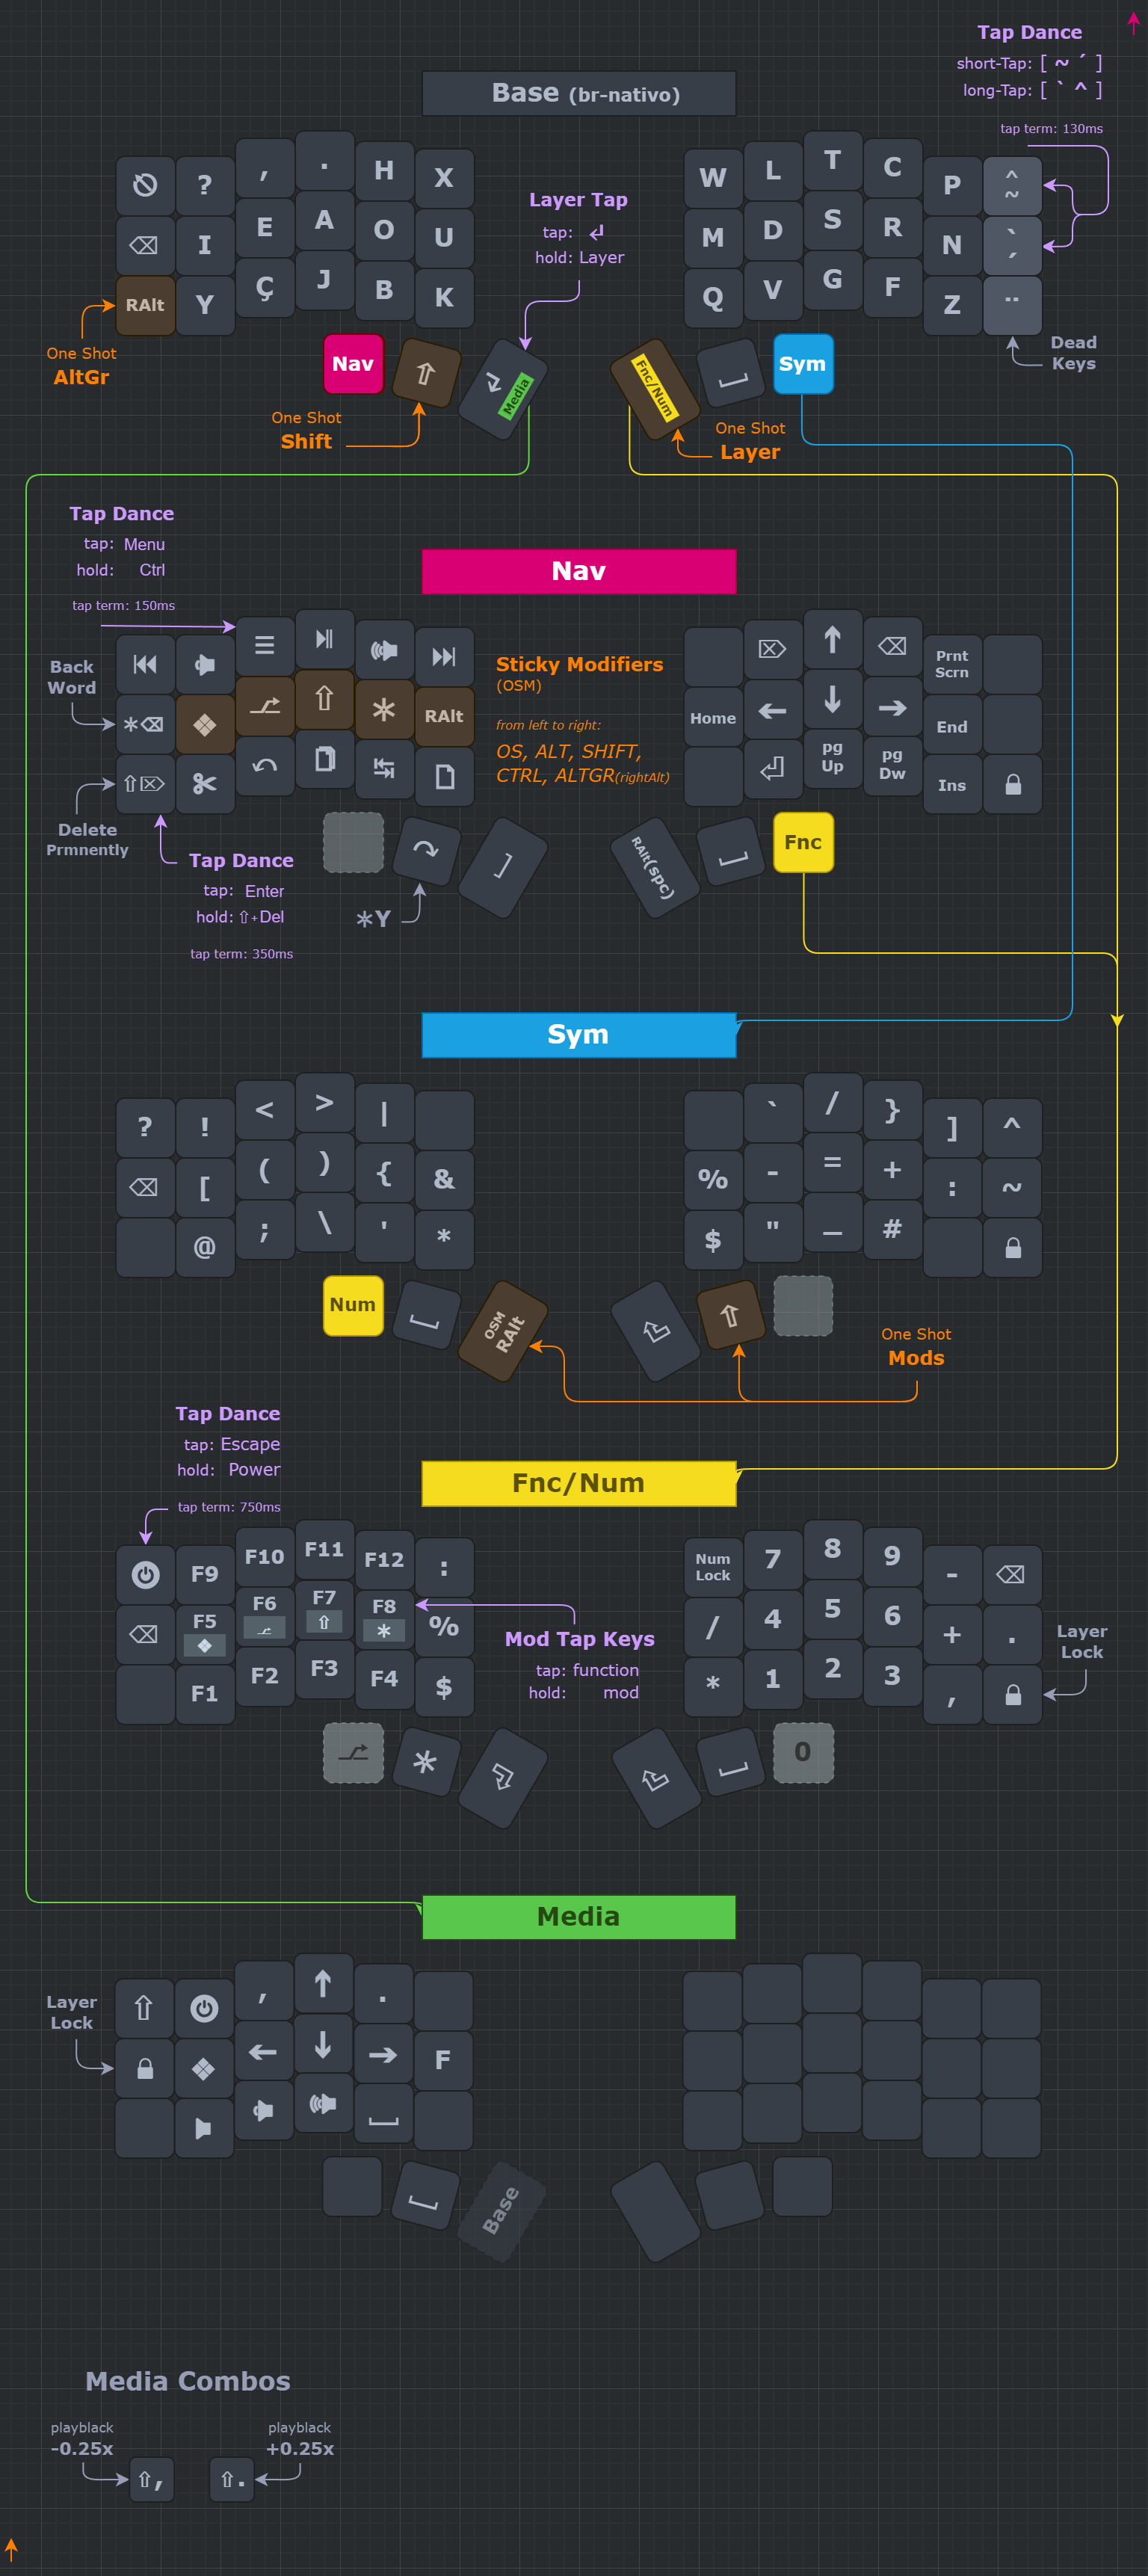 Tap Dance
short-Tap: [ ~ ´ ]
long-Tap: [ ` ^ ]
tap term: 130ms
Base (br-nativo)
? , . H X
W L T C P ^ ~
I E A O U
M D S R N ` ´
RAlt Y Ç J B K
Q V G F Z ¨
Layer Tap
tap: ↲
hold: Layer
One Shot
AltGr
Nav ⇧ Media
Fnc/Num Sym
Dead
Keys
One Shot
Shift
One Shot
Layer
Tap Dance
tap: Menu
hold: Ctrl
tap term: 150ms
Nav
Back
Word
⌦ ↑ ⌫ Prnt Scrn
*⌫ ❖ ⇧ * RAlt
Home ← ↓ → End
⇧⌦
pg Up pg Dw Ins
Sticky Modifiers
(OSM)
from left to right:
OS, ALT, SHIFT,
CTRL, ALTGR(rightAlt)
Delete
Prmnently
RAlt(spc) Fnc
Tap Dance
tap: Enter
hold: ⇧+Del
tap term: 350ms
*Y
Sym
? ! < > |
` / } ] ^
⌫ [ ( ) { &
% - = + : ~
@ ; \ ' *
$ " _ #
Num OSM RAlt
⇧
One Shot
Mods
Tap Dance
tap: Escape
hold: Power
tap term: 750ms
Fnc/Num
F9 F10 F11 F12 :
Num Lock 7 8 9 - ⌫
⌫ F5 ❖ F6 F7 ⇧ F8 * %
/ 4 5 6 + .
F1 F2 F3 F4 $
* 1 2 3 ,
Mod Tap Keys
tap: function
hold: mod
Layer
Lock
*
0
Media
Layer
Lock
⇧ , ↑ .
❖ ← ↓ → F
Base
Media Combos
playblack
-0.25x
playblack
+0.25x
⇧, ⇧.